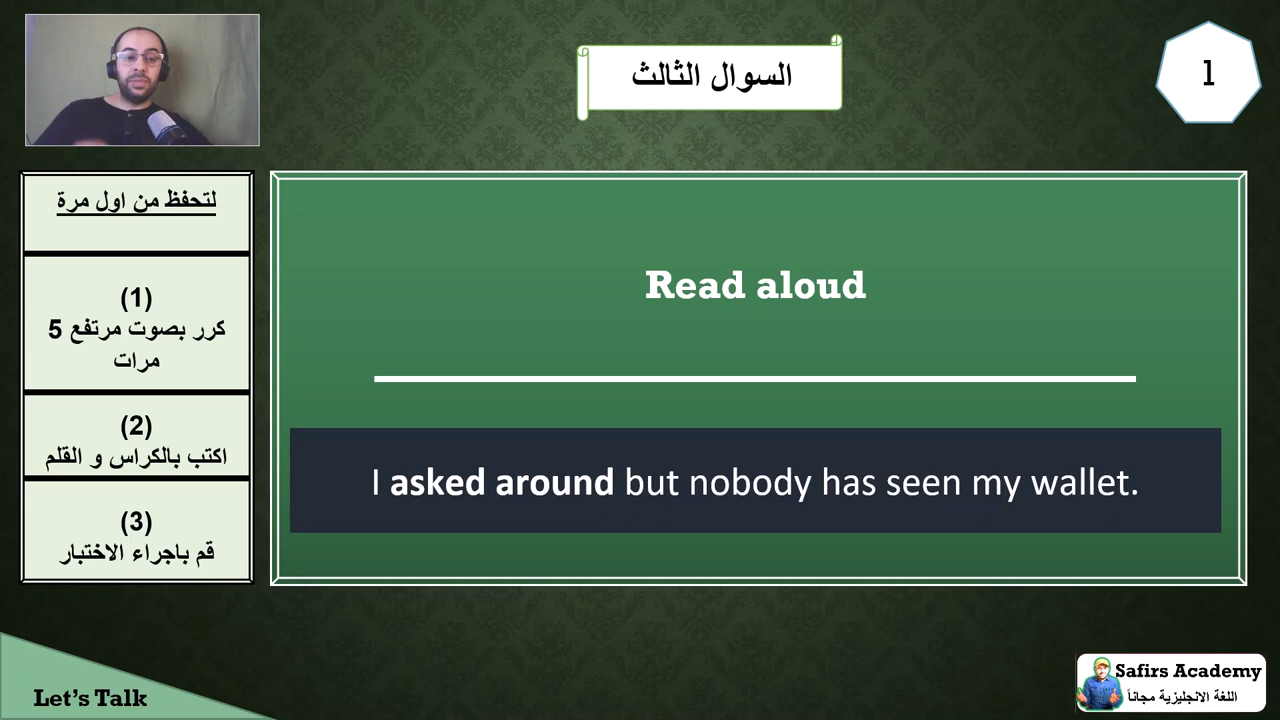 السوال الثالث
1
لتحفظ من اول مرة
(1)
كرر بصوت مرتفع 5
مرات
(2)
اكتب بالكراس و القلم
(3)
قم باجراء الاختبار
Read aloud
I asked around but nobody has seen my wallet.
Let's Talk
Safirs Academy
اللغة الانجليزية مجاناً